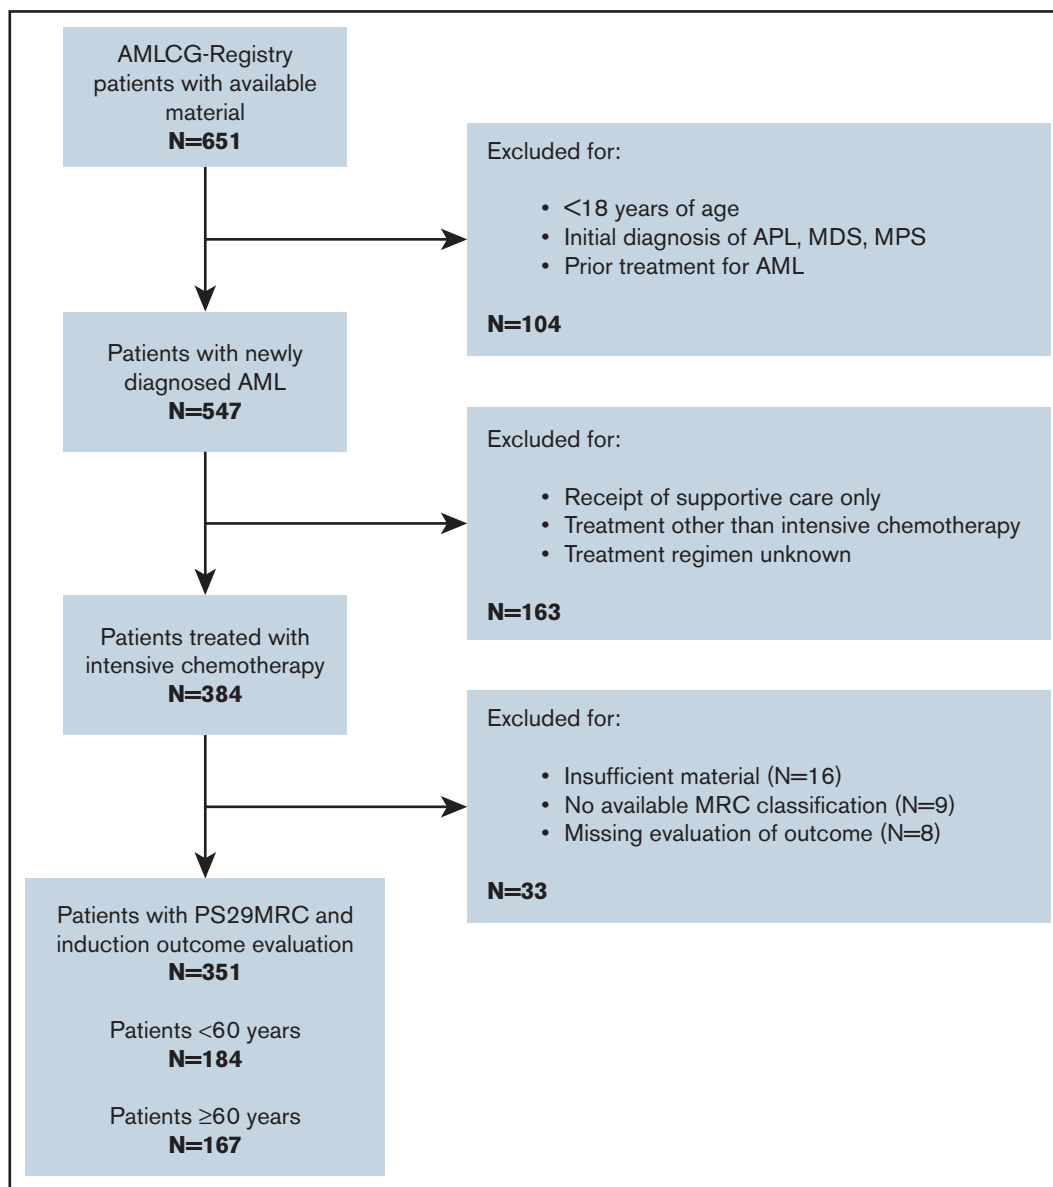 AMLCG-Registry
patients with available
material
N=651
Excluded for:
• <18 years of age
• Initial diagnosis of APL, MDS, MPS
• Prior treatment for AML
N=104
Patients with newly
diagnosed AML
N=547
Excluded for:
• Receipt of supportive care only
• Treatment other than intensive chemotherapy
• Treatment regimen unknown
N=163
Patients treated with
intensive chemotherapy
N=384
Excluded for:
• Insufficient material (N=16)
• No available MRC classification (N=9)
• Missing evaluation of outcome (N=8)
N=33
Patients with PS29MRC and
induction outcome evaluation
N=351
Patients <60 years
N=184
Patients ≥60 years
N=167